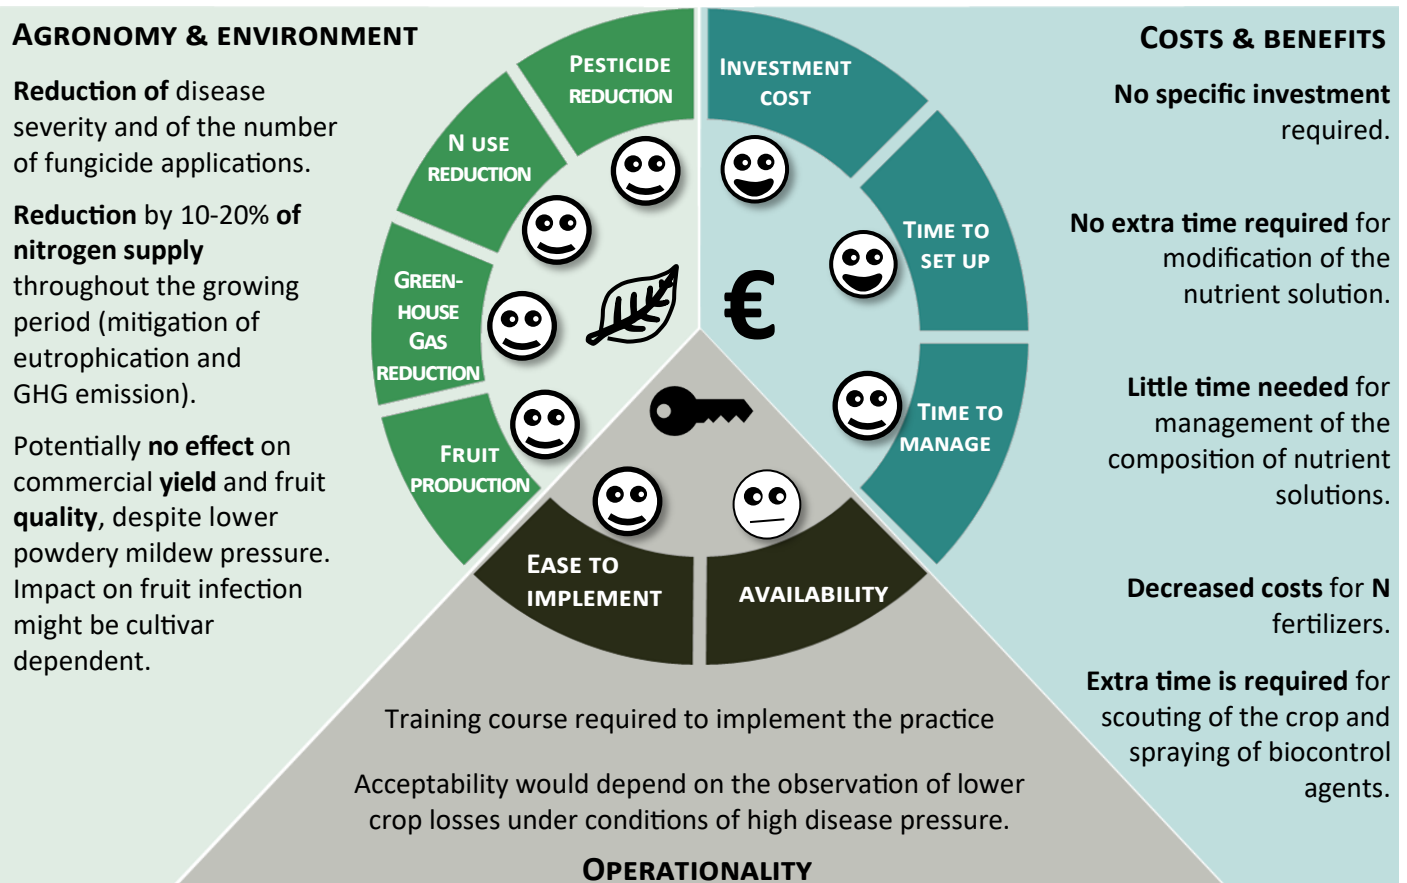 AGRONOMY & ENVIRONMENT
Reduction of disease
severity and of the number
of fungicide applications.
Reduction by 10-20% of
nitrogen supply
throughout the growing
period (mitigation of
eutrophication and
GHG emission).
Potentially no effect on
commercial yield and fruit
quality, despite lower
powdery mildew pressure.
Impact on fruit infection
might be cultivar
dependent.
PESTICIDE
REDUCTION
N USE
REDUCTION
GREEN-
HOUSE
GAS
REDUCTION
FRUIT
PRODUCTION
INVESTMENT
COST
TIME TO
SET UP
TIME TO
MANAGE
€
EASE TO
IMPLEMENT
AVAILABILITY
COSTS & BENEFITS
No specific investment
required.
No extra time required for
modification of the
nutrient solution.
Little time needed for
management of the
composition of nutrient
solutions.
Decreased costs for N
fertilizers.
Extra time is required for
scouting of the crop and
spraying of biocontrol
agents.
Training course required to implement the practice
Acceptability would depend on the observation of lower
crop losses under conditions of high disease pressure.
OPERATIONALITY